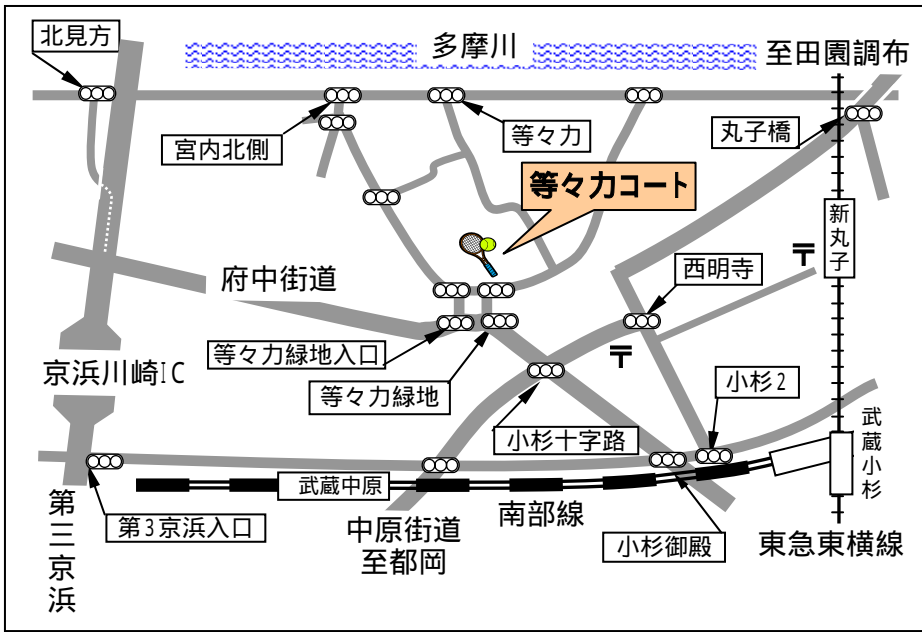 北見方
多摩川
至田園調布
宮内北側
等々力
丸子橋
等々力コート
新丸子
〒
西明寺
府中街道
〒
等々力緑地入口
京浜川崎IC
等々力緑地
小杉2
小杉十字路
武蔵小杉
武蔵中原
第三京浜
第3京浜入口
中原街道
至都岡
南部線
小杉御殿
東急東横線